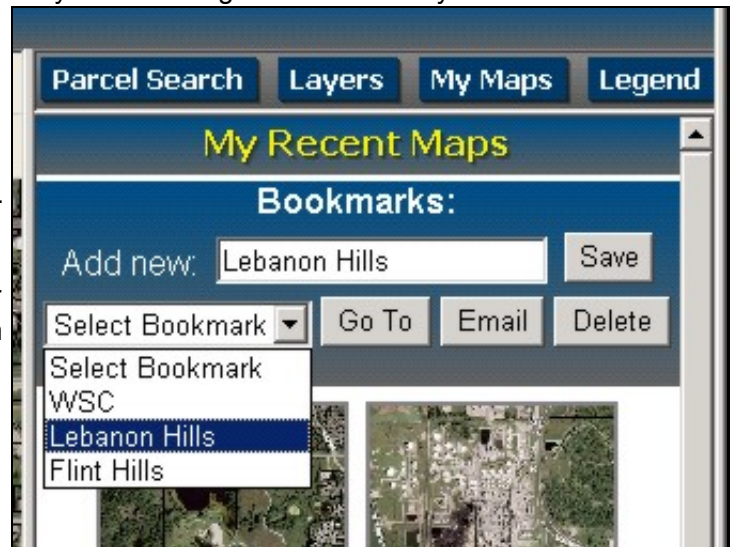 Parcel Search Layers My Maps Legend
My Recent Maps
Bookmarks:
Add new: Lebanon Hills Save
Select Bookmark Go To Email Delete
Select Bookmark
WSC
Lebanon Hills
Flint Hills